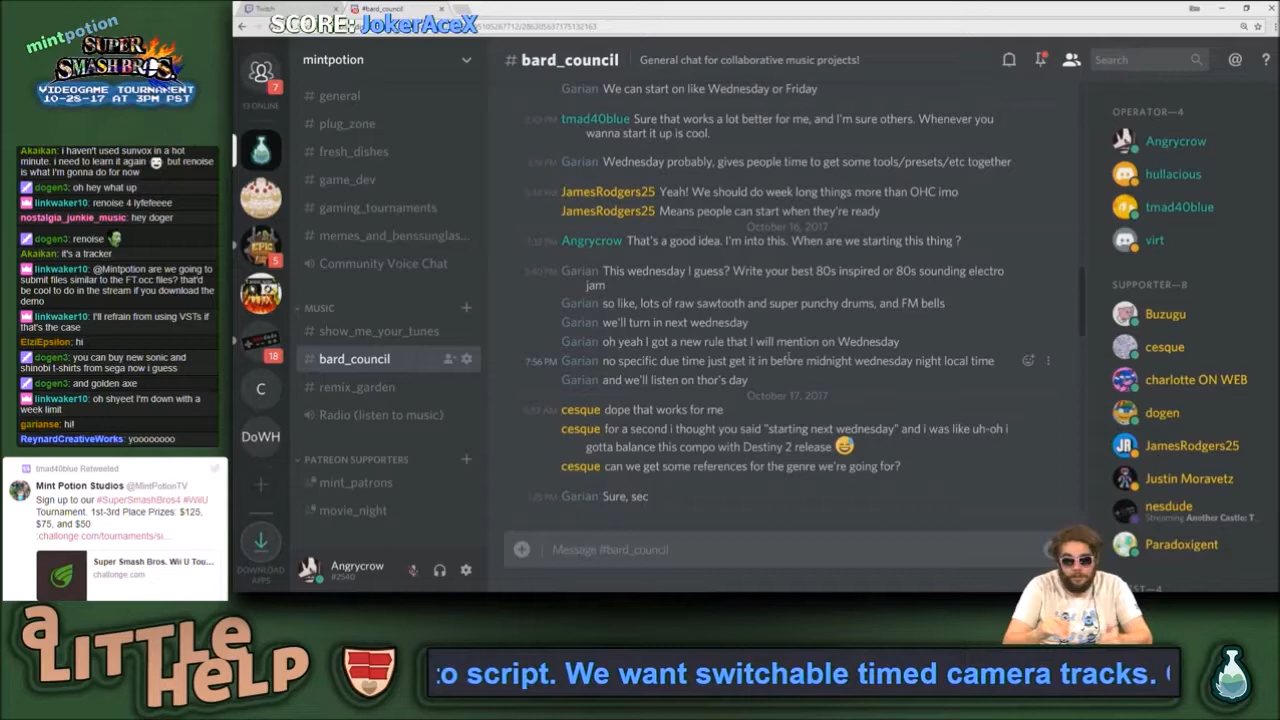 Twitch
#bard_council
SCORE: JokerAceX
mintpotion
SUPER
SMASH BROS.
VIDEOGAME TOURNAMENT
10-28-17 AT 3PM PST
Akaikan: i haven't used sunvox in a hot
minute. i need to learn it again but renoise
is what I'm gonna do for now
dogen3: oh hey what up
linkwaker10: renoise 4 lyfefeeee
nostalgia_junkie_music: hey doger
dogen3: renoise
Akaikan: it's a tracker
linkwaker10: @Mintpotion are we going to
submit files similar to the FT.occ files? that'd
be cool to do in the stream if you download the
demo
linkwaker10: I'll refrain from using VSTs if
that's the case
ElziEpsilon: hi
dogen3: you can buy new sonic and
shinobi t-shirts from sega now i guess
dogen3: and golden axe
linkwaker10: oh shyeet I'm down with a
week limit
garianse: hi!
ReynardCreativeWorks: yoooooooo
tmad40blue Retweeted
Mint Potion Studios @MintPotionTV
Sign up to our #SuperSmashBros4 #WiiU
Tournament. 1st-3rd Place Prizes: $125,
$75, and $50
:challonge.com/tournaments/si...
Super Smash Bros. Wii U Tou...
challonge.com
7
13 ONLINE
5
18
C
DoWH
DOWNLOAD
APPS
mintpotion
# general
# plug_zone
# fresh_dishes
# game_dev
# gaming_tournaments
# memes_and_benssunglas...
Community Voice Chat
MUSIC
# show_me_your_tunes
# bard_council
# remix_garden
Radio (listen to music)
PATREON SUPPORTERS
# mint_patrons
# movie_night
Angrycrow
#2540
# bard_council
General chat for collaborative music projects!
Search
Garian We can start on like Wednesday or Friday
tmad40blue Sure that works a lot better for me, and I'm sure others. Whenever you
wanna start it up is cool.
Garian Wednesday probably, gives people time to get some tools/presets/etc together
JamesRodgers25 Yeah! We should do week long things more than OHC imo
JamesRodgers25 Means people can start when they're ready
October 16, 2017
Angrycrow That's a good idea. I'm into this. When are we starting this thing ?
Garian This wednesday I guess? Write your best 80s inspired or 80s sounding electro
jam
Garian so like, lots of raw sawtooth and super punchy drums, and FM bells
Garian we'll turn in next wednesday
Garian oh yeah I got a new rule that I will mention on Wednesday
7:56 PM Garian no specific due time just get it in before midnight wednesday night local time
Garian and we'll listen on thor's day
October 17, 2017
cesque dope that works for me
cesque for a second i thought you said "starting next wednesday" and i was like uh-oh i
gotta balance this compo with Destiny 2 release
cesque can we get some references for the genre we're going for?
Garian Sure, sec
Message #bard_council
OPERATOR—4
Angrycrow
hullacious
tmad40blue
virt
SUPPORTER—8
Buzugu
cesque
charlotte ON WEB
dogen
JamesRodgers25
Justin Moravetz
nesdude
Streaming Another Castle: T...
Paradoxigent
a LiTTLe HeLP
to script. We want switchable timed camera tracks.